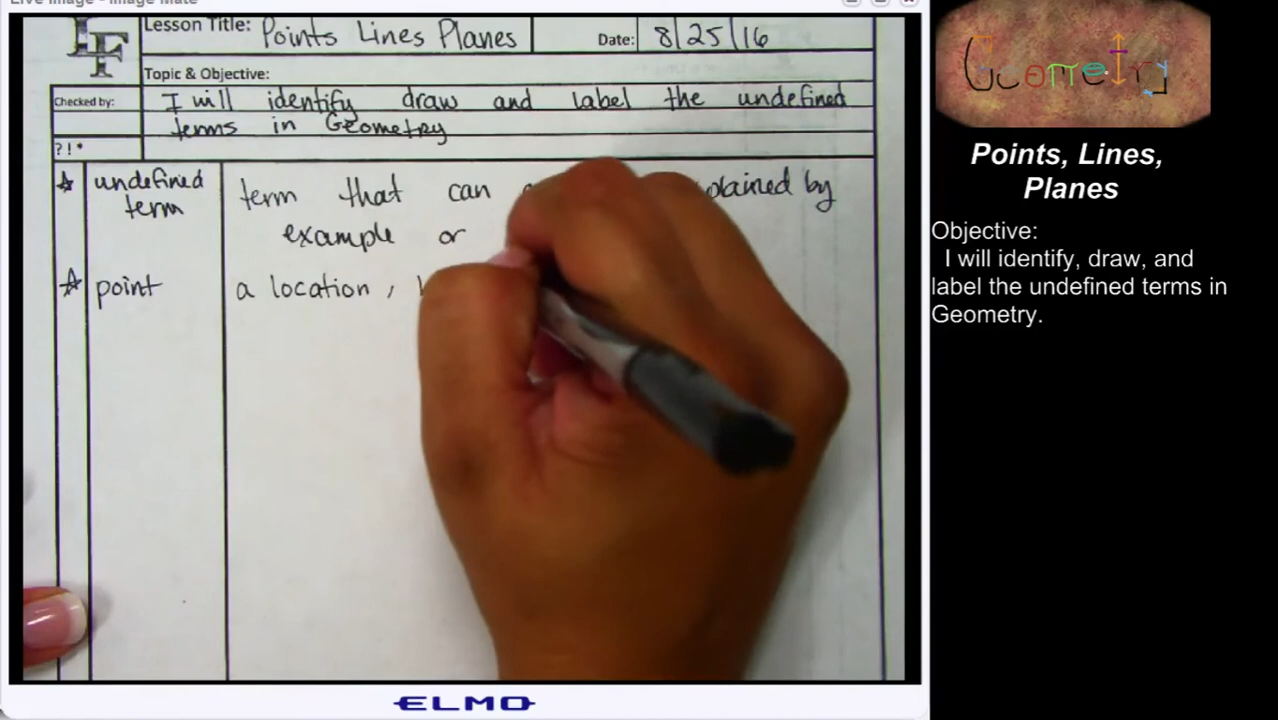 Lesson Title: Points Lines Planes
Date: 8/25/16
Topic & Objective:
Checked by:
I will identify draw and label the undefined
terms in Geometry
? ! *
undefined term
term that can
by
example or
point
a location ,
ELMO
Geometry
Points, Lines,
Planes
Objective:
I will identify, draw, and
label the undefined terms in
Geometry.